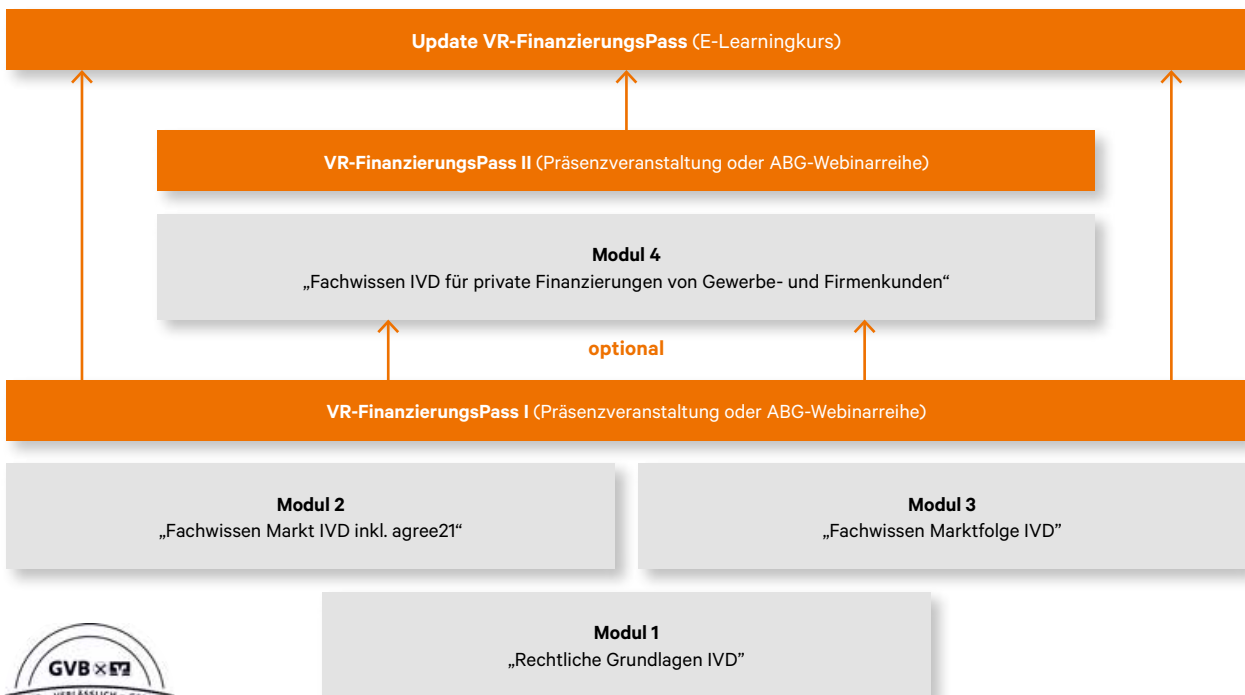 Update VR-FinanzierungsPass (E-Learningkurs)
VR-FinanzierungsPass II (Präsenzveranstaltung oder ABG-Webinarreihe)
Modul 4
„Fachwissen IVD für private Finanzierungen von Gewerbe- und Firmenkunden“
optional
VR-FinanzierungsPass I (Präsenzveranstaltung oder ABG-Webinarreihe)
Modul 2
„Fachwissen Markt IVD inkl. agree21“
Modul 3
„Fachwissen Marktfolge IVD”
Modul 1
„Rechtliche Grundlagen IVD”
GVB